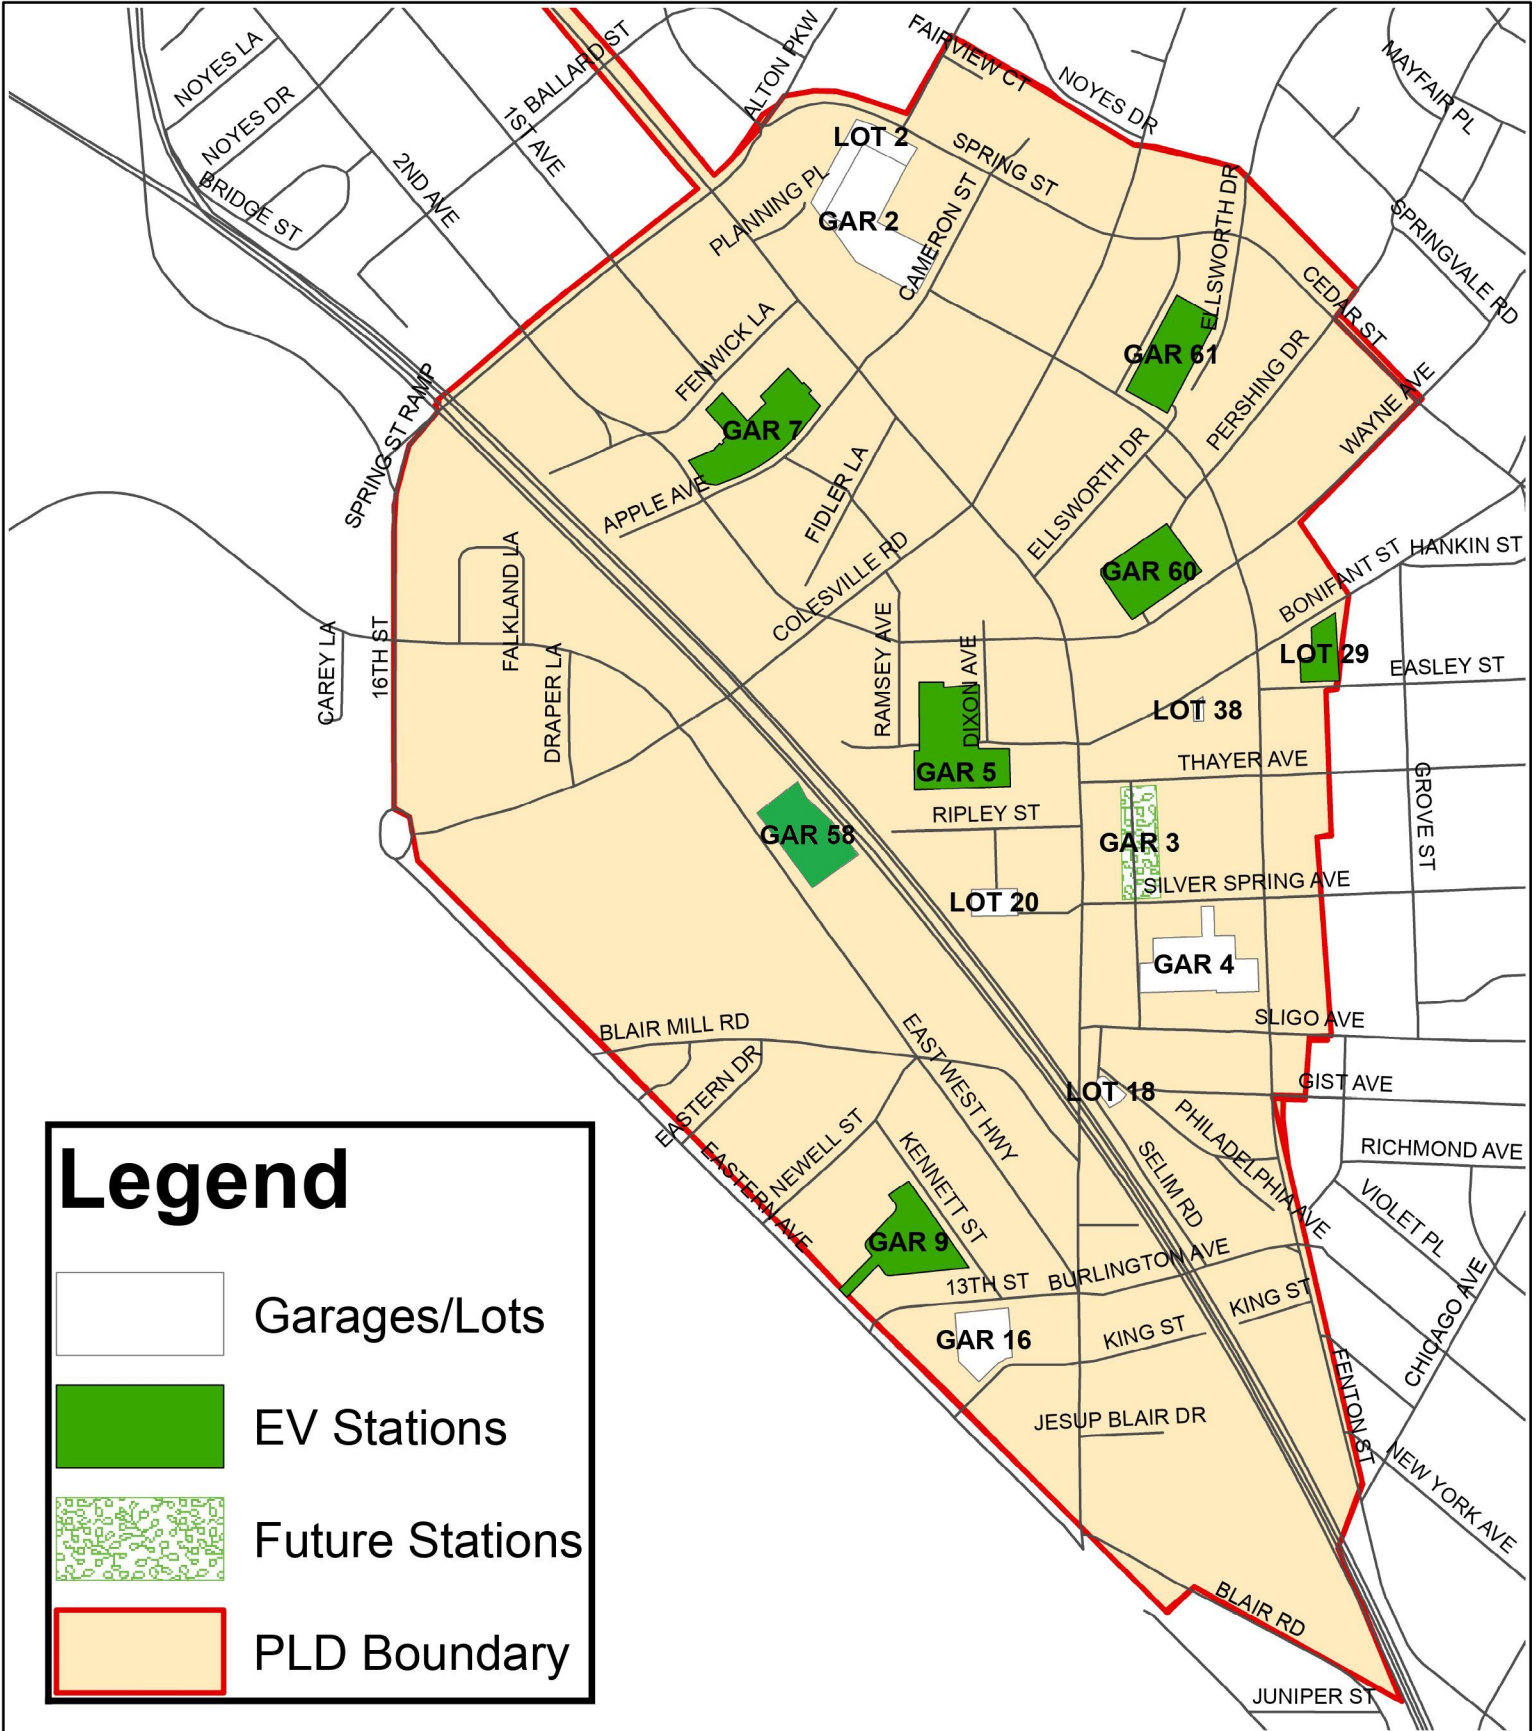 NOYES LA
NOYES DR
BRIDGE ST
2ND AVE
1ST AVE
1 BALLARD ST
ALTON PKW
FAIRVIEW CT
NOYES DR
MAYFAIR PL
SPRINGVALE RD
LOT 2
SPRING ST
PLANNING PL
GAR 2
CAMERON ST
ELLSWORTH DR
CEDAR ST
FENWICK LA
GAR 61
PERSHING DR
WAYNE AVE
SPRING ST RAMP
GAR 7
APPLE AVE
FIDLER LA
ELLSWORTH DR
COLESVILLE RD
GAR 60
BONIFANT ST
HANKIN ST
FALKLAND LA
CAREY LA
16TH ST
DRAPER LA
RAMSEY AVE
DIXON AVE
LOT 29
EASLEY ST
LOT 38
GAR 5
THAYER AVE
GROVE ST
RIPLEY ST
GAR 58
GAR 3
SILVER SPRING AVE
LOT 20
GAR 4
BLAIR MILL RD
EAST WEST HWY
SLIGO AVE
EASTERN DR
LOT 18
GIST AVE
PHILADELPHIA AVE
RICHMOND AVE
NEWELL ST
KENNETT ST
SELIM RD
VIOLET PL
EASTERN AVE
GAR 9
13TH ST
BURLINGTON AVE
KING ST
CHICAGO AVE
GAR 16
KING ST
FENTON ST
JESUP BLAIR DR
NEW YORK AVE
BLAIR RD
JUNIPER ST
Legend
Garages/Lots
EV Stations
Future Stations
PLD Boundary